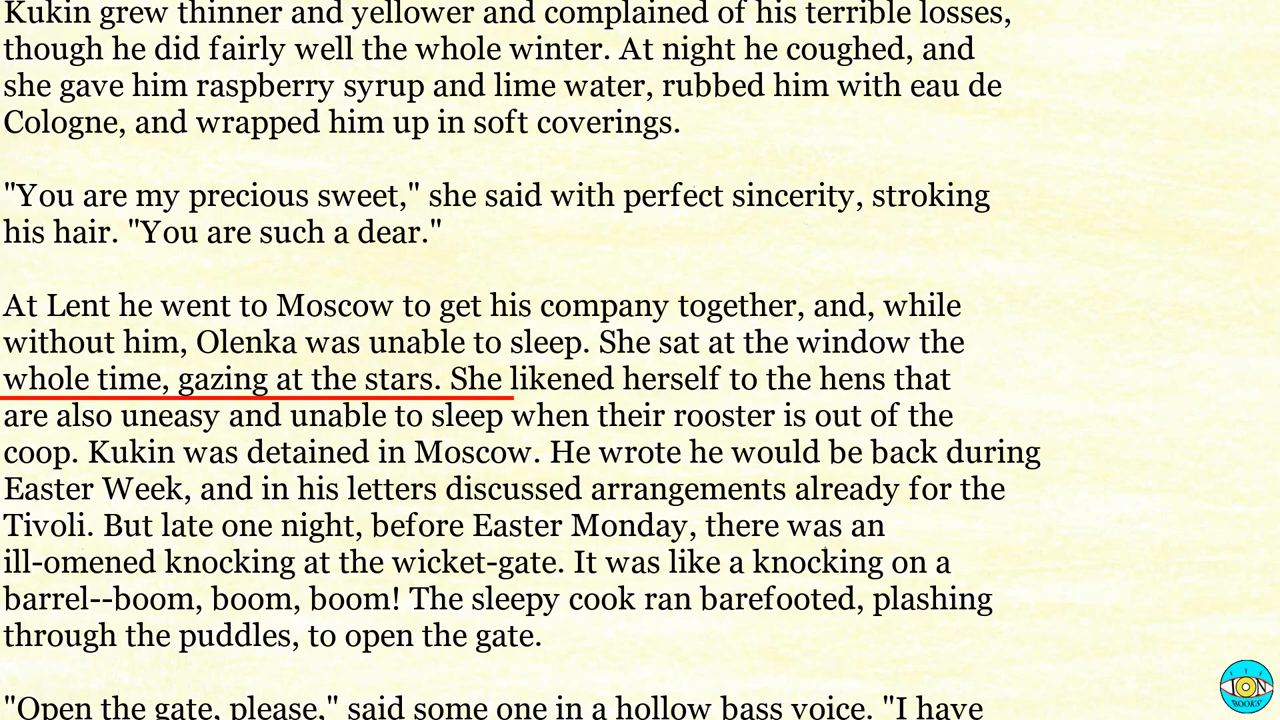 Kukin grew thinner and yellower and complained of his terrible losses,
though he did fairly well the whole winter. At night he coughed, and
she gave him raspberry syrup and lime water, rubbed him with eau de
Cologne, and wrapped him up in soft coverings.
"You are my precious sweet," she said with perfect sincerity, stroking
his hair. "You are such a dear."
At Lent he went to Moscow to get his company together, and, while
without him, Olenka was unable to sleep. She sat at the window the
whole time, gazing at the stars. She likened herself to the hens that
are also uneasy and unable to sleep when their rooster is out of the
coop. Kukin was detained in Moscow. He wrote he would be back during
Easter Week, and in his letters discussed arrangements already for the
Tivoli. But late one night, before Easter Monday, there was an
ill-omened knocking at the wicket-gate. It was like a knocking on a
barrel--boom, boom, boom! The sleepy cook ran barefooted, plashing
through the puddles, to open the gate.
"Open the gate, please," said some one in a hollow bass voice. "I have
ION
BOOKS